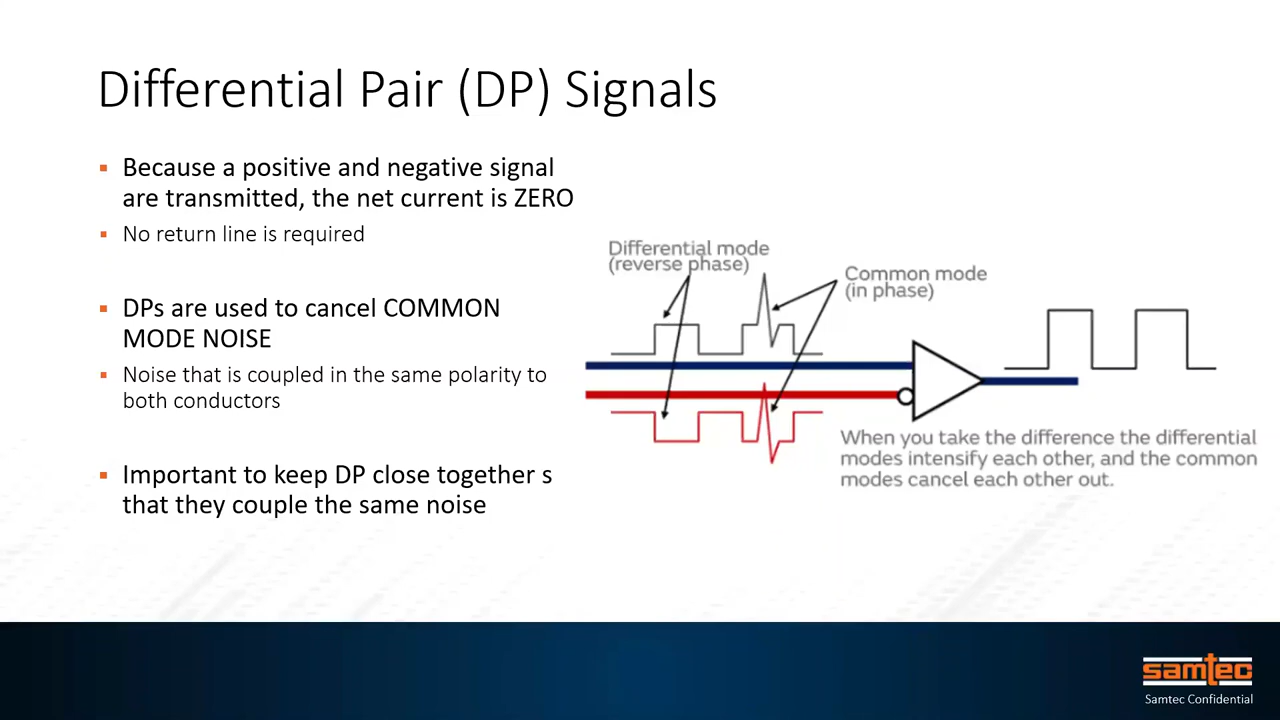 Differential Pair (DP) Signals
Because a positive and negative signal
are transmitted, the net current is ZERO
No return line is required
DPs are used to cancel COMMON
MODE NOISE
Noise that is coupled in the same polarity to
both conductors
Important to keep DP close together s
that they couple the same noise
Differential mode
(reverse phase)
Common mode
(in phase)
When you take the difference the differential
modes intensify each other, and the common
modes cancel each other out.
samtec
Samtec Confidential